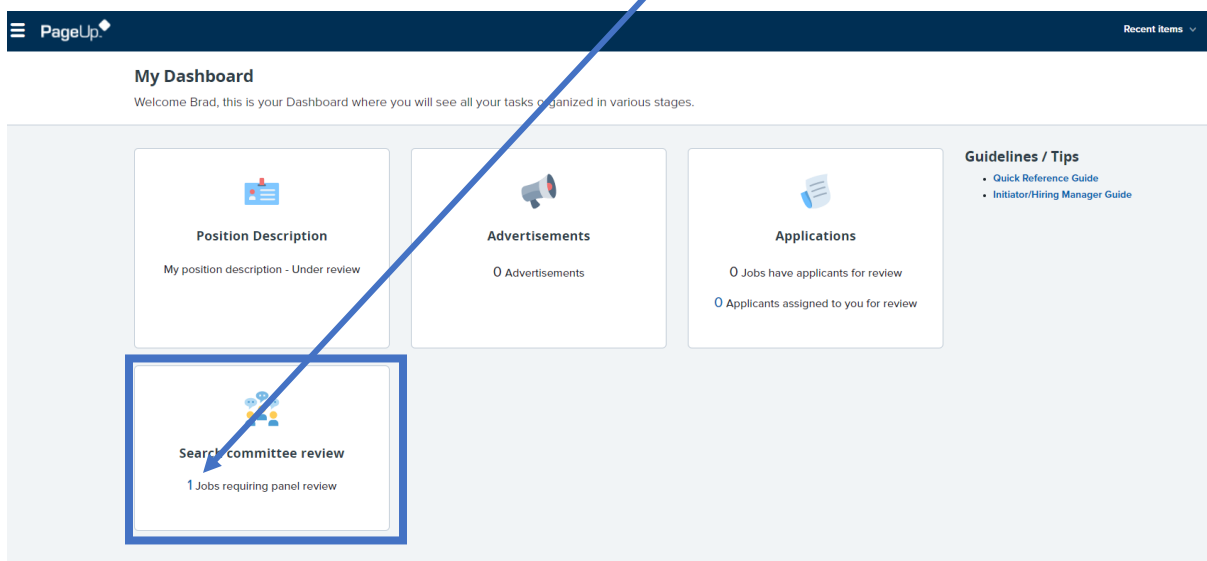 PageUp.
Recent items
My Dashboard
Welcome Brad, this is your Dashboard where you will see all your tasks organized in various stages.
Position Description
My position description - Under review
Advertisements
0 Advertisements
Applications
0 Jobs have applicants for review
0 Applicants assigned to you for review
Guidelines / Tips
Quick Reference Guide
Initiator/Hiring Manager Guide
Search committee review
1 Jobs requiring panel review